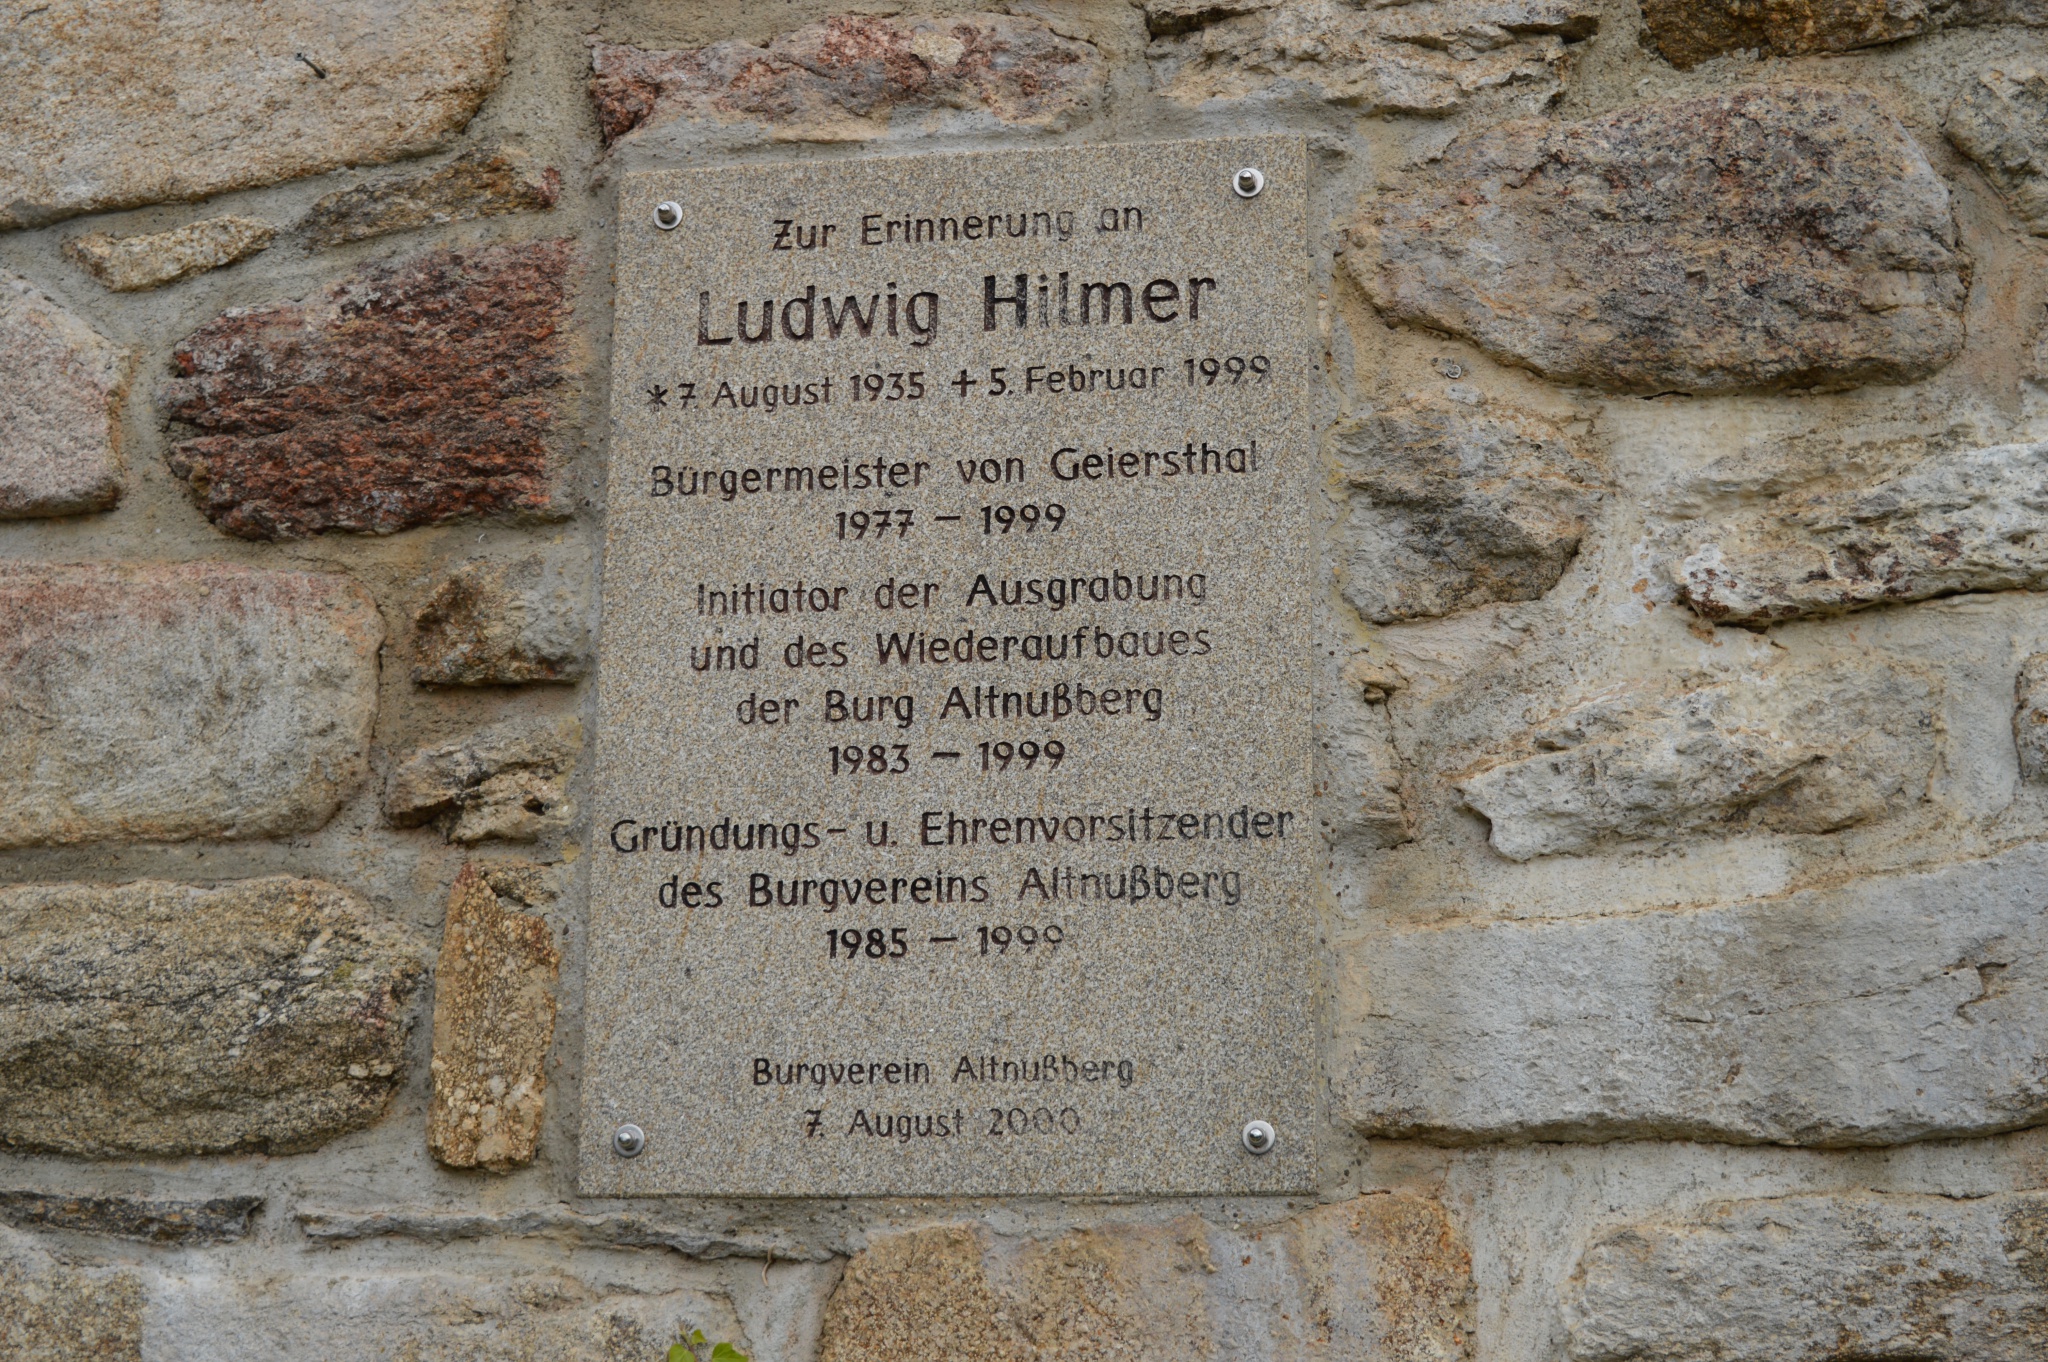 Zur Erinnerung an
Ludwig Hilmer
* 7. August 1935 + 5. Februar 1999
Bürgermeister von Geiersthal
1977 - 1999
Initiator der Ausgrabung
und des Wiederaufbaues
der Burg Altnußberg
1983 - 1999
Gründungs- u. Ehrenvorsitzender
des Burgvereins Altnußberg
1985 - 1999
Burgverein Altnußberg
7. August 2000